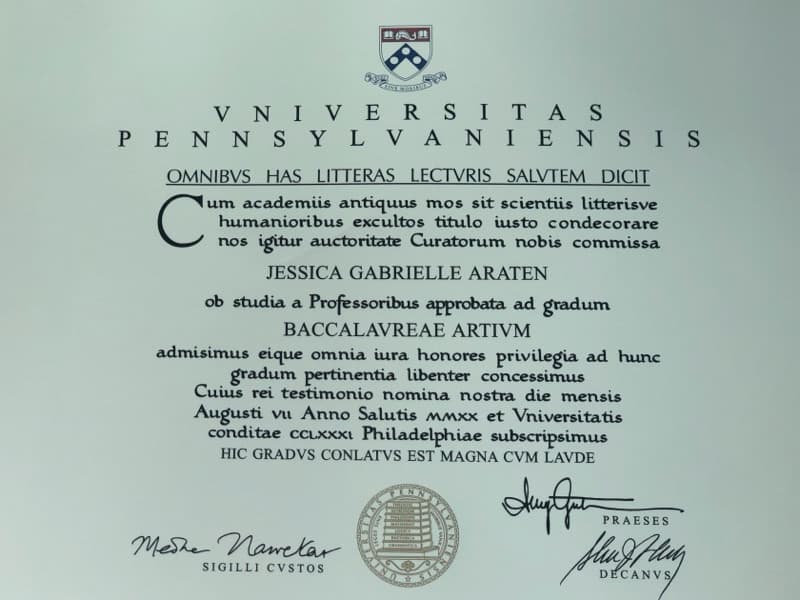 VNIVERSITAS
PENNSYLVANIENSIS
OMNIBVS HAS LITTERAS LECTVRIS SALVTEM DICIT
Cum academiis antiquus mos sit scientiis litterisve
humanioribus excultos titulo iusto condecorare
nos igitur auctoritate Curatorum nobis commissa
JESSICA GABRIELLE ARATEN
ob studia a Professoribus approbata ad gradum
BACCALAVREAE ARTIVM
admisimus eique omnia iura honores privilegia ad hunc
gradum pertinentia libenter concessimus
Cuius rei testimonio nomina nostra die mensis
Augusti VII Anno Salutis MMXX et Vniversitatis
conditae CCLXXXI Philadelphiae subscripsimus
HIC GRADVS CONLATVS EST MAGNA CVM LAVDE
PRAESES
Medha Narvekar
SIGILLI CVSTOS
DECANVS
UNIVERSITAS PENNSYLVANIENSIS